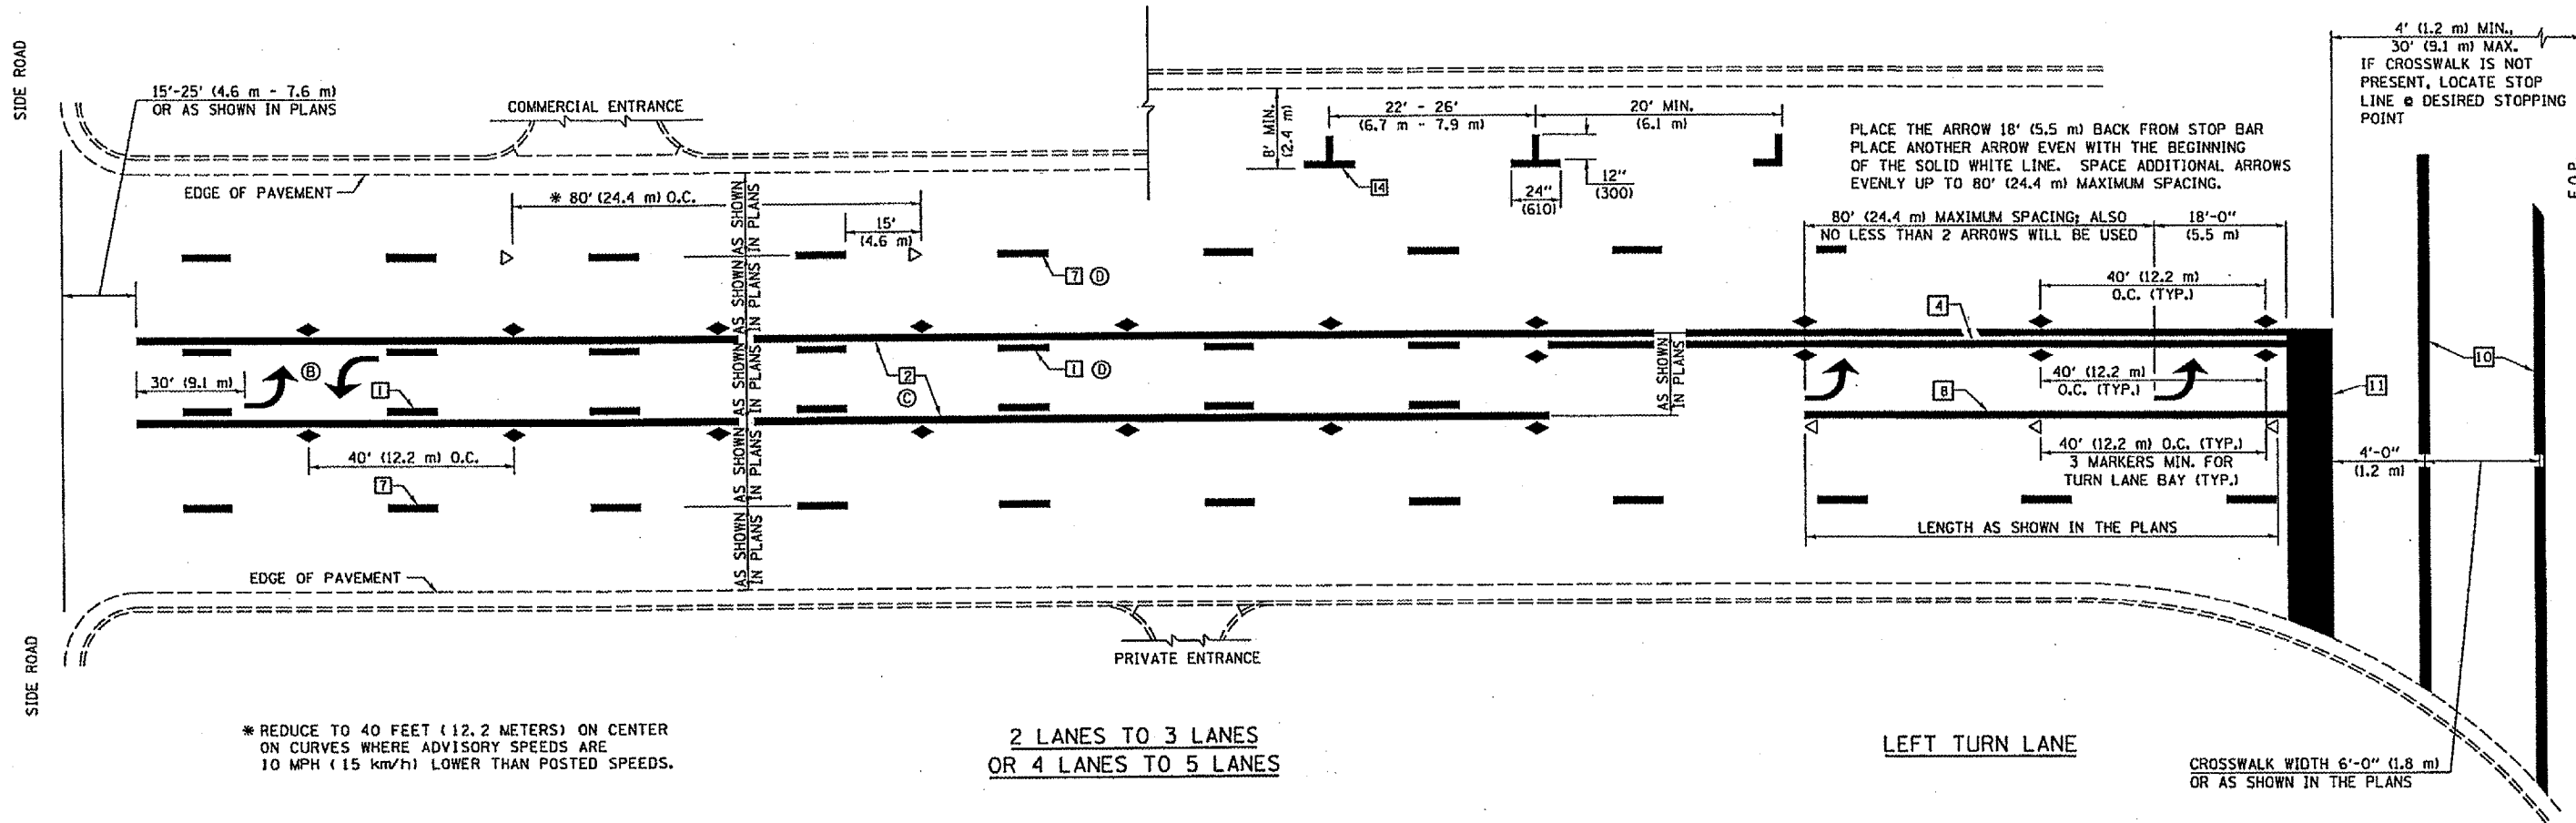 SIDE ROAD
15'-25' (4.6 m - 7.6 m)
OR AS SHOWN IN PLANS
COMMERCIAL ENTRANCE
EDGE OF PAVEMENT
* 80' (24.4 m) O.C.
15'
(4.6 m)
8' MIN.
(2.4 m)
22' - 26'
(6.7 m - 7.9 m)
20' MIN.
(6.1 m)
14
24"
(610)
12"
(300)
4' (1.2 m) MIN.,
30' (9.1 m) MAX.
IF CROSSWALK IS NOT
PRESENT, LOCATE STOP
LINE @ DESIRED STOPPING
POINT
PLACE THE ARROW 18' (5.5 m) BACK FROM STOP BAR
PLACE ANOTHER ARROW EVEN WITH THE BEGINNING
OF THE SOLID WHITE LINE. SPACE ADDITIONAL ARROWS
EVENLY UP TO 80' (24.4 m) MAXIMUM SPACING.
80' (24.4 m) MAXIMUM SPACING; ALSO
NO LESS THAN 2 ARROWS WILL BE USED
18'-0"
(5.5 m)
40' (12.2 m)
O.C. (TYP.)
7 D
4
AS SHOWN
IN PLANS
AS SHOWN
IN PLANS
AS SHOWN
IN PLANS
AS SHOWN
IN PLANS
AS SHOWN
IN PLANS
30' (9.1 m)
B
1
2
C
1 D
AS SHOWN
IN PLANS
40' (12.2 m)
O.C. (TYP.)
8
11
10
40' (12.2 m) O.C.
7
40' (12.2 m) O.C. (TYP.)
3 MARKERS MIN. FOR
TURN LANE BAY (TYP.)
4'-0"
(1.2 m)
LENGTH AS SHOWN IN THE PLANS
EDGE OF PAVEMENT
PRIVATE ENTRANCE
SIDE ROAD
* REDUCE TO 40 FEET (12.2 METERS) ON CENTER
ON CURVES WHERE ADVISORY SPEEDS ARE
10 MPH (15 km/h) LOWER THAN POSTED SPEEDS.
2 LANES TO 3 LANES
OR 4 LANES TO 5 LANES
LEFT TURN LANE
CROSSWALK WIDTH 6'-0" (1.8 m)
OR AS SHOWN IN THE PLANS